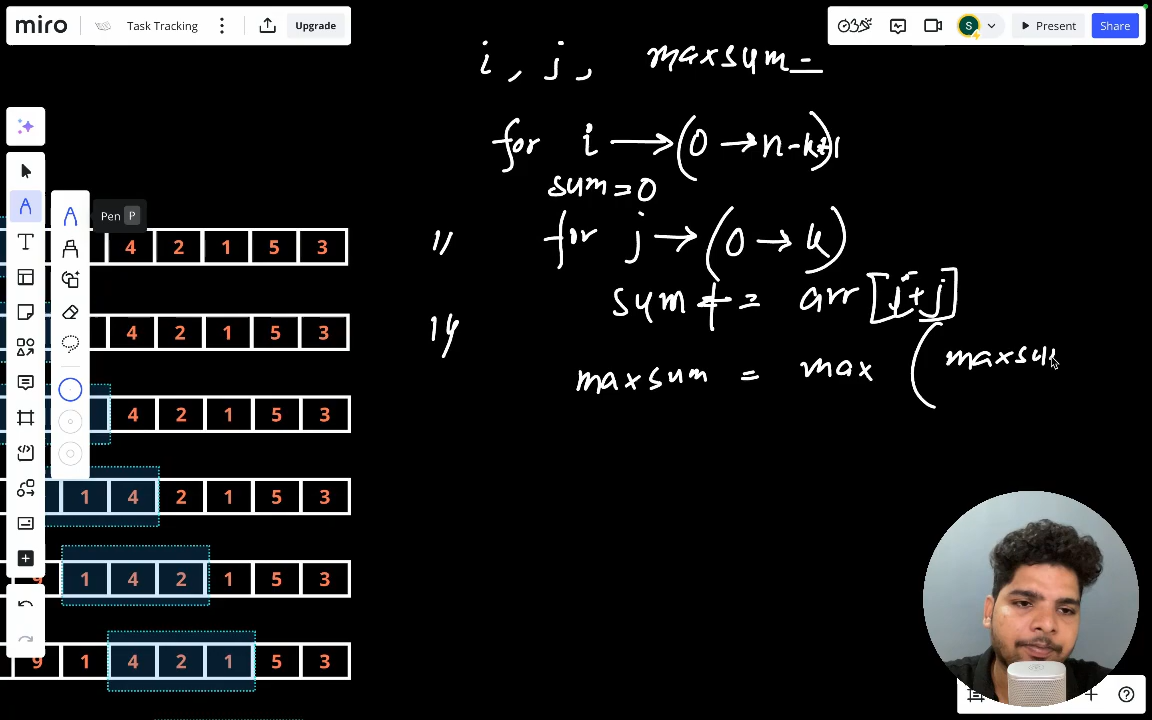 miro Task Tracking Upgrade S Present Share
i , j , maxsum =
for i → (0 → n-k+1)
sum = 0
Pen P
4 2 1 5 3
11 for j → (0 → k)
sum += arr[i+j]
4 2 1 5 3
14
maxsum = max ( maxsum
4 2 1 5 3
1 4 2 1 5 3
9 1 4 2 1 5 3
9 1 4 2 1 5 3